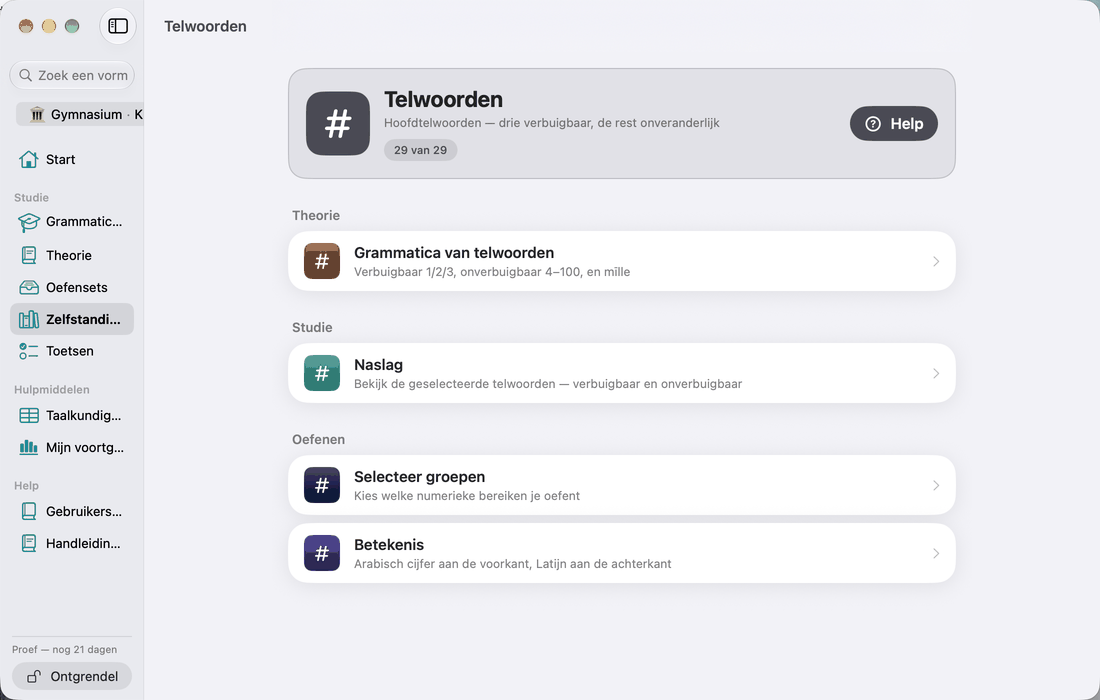 Telwoorden
Zoek een vorm
Gymnasium · K
Start
Studie
Grammatic...
Theorie
Oefensets
Zelfstandi...
Toetsen
Hulpmiddelen
Taalkundig...
Mijn voortg...
Help
Gebruikers...
Handleidin...
Proef — nog 21 dagen
Ontgrendel
#
Telwoorden
Hoofdtelwoorden — drie verbuigbaar, de rest onveranderlijk
29 van 29
Help
Theorie
#
Grammatica van telwoorden
Verbuigbaar 1/2/3, onverbuigbaar 4–100, en mīlle
Studie
#
Naslag
Bekijk de geselecteerde telwoorden — verbuigbaar en onverbuigbaar
Oefenen
#
Selecteer groepen
Kies welke numerieke bereiken je oefent
#
Betekenis
Arabisch cijfer aan de voorkant, Latijn aan de achterkant